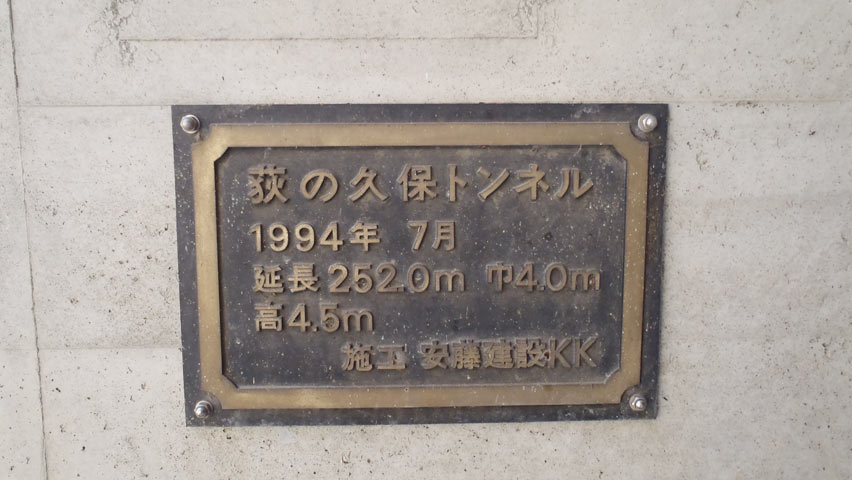 荻の久保トンネル
1994年 7月
延長252.0m 巾4.0m
高4.5m
施工 安藤建設KK